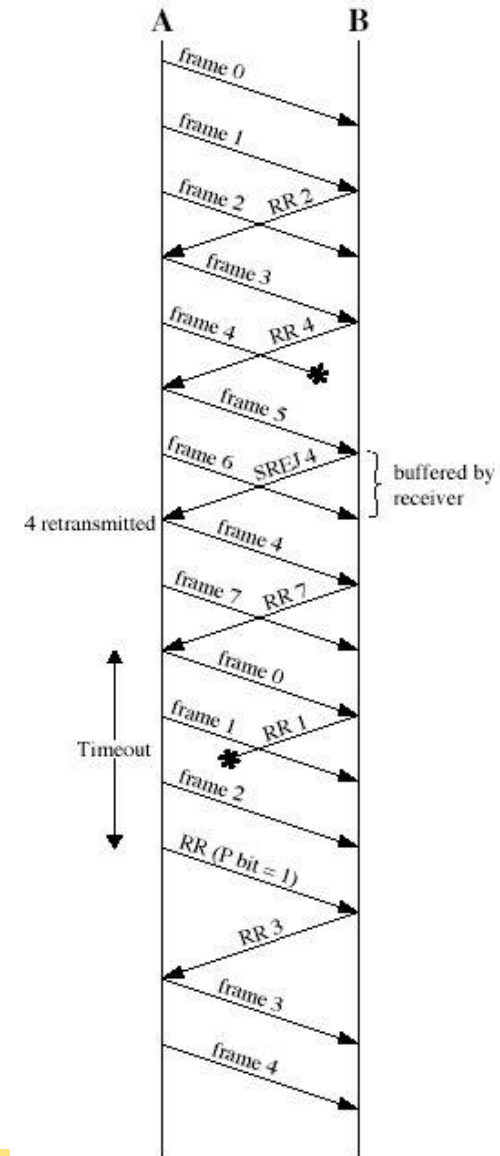 A
B
frame 0
frame 1
frame 2
RR 2
frame 3
frame 4
RR 4
frame 5
frame 6
SREJ 4
buffered by
receiver
4 retransmitted
frame 4
frame 7
RR 7
frame 0
frame 1
RR 1
Timeout
frame 2
RR (P bit = 1)
RR 3
frame 3
frame 4